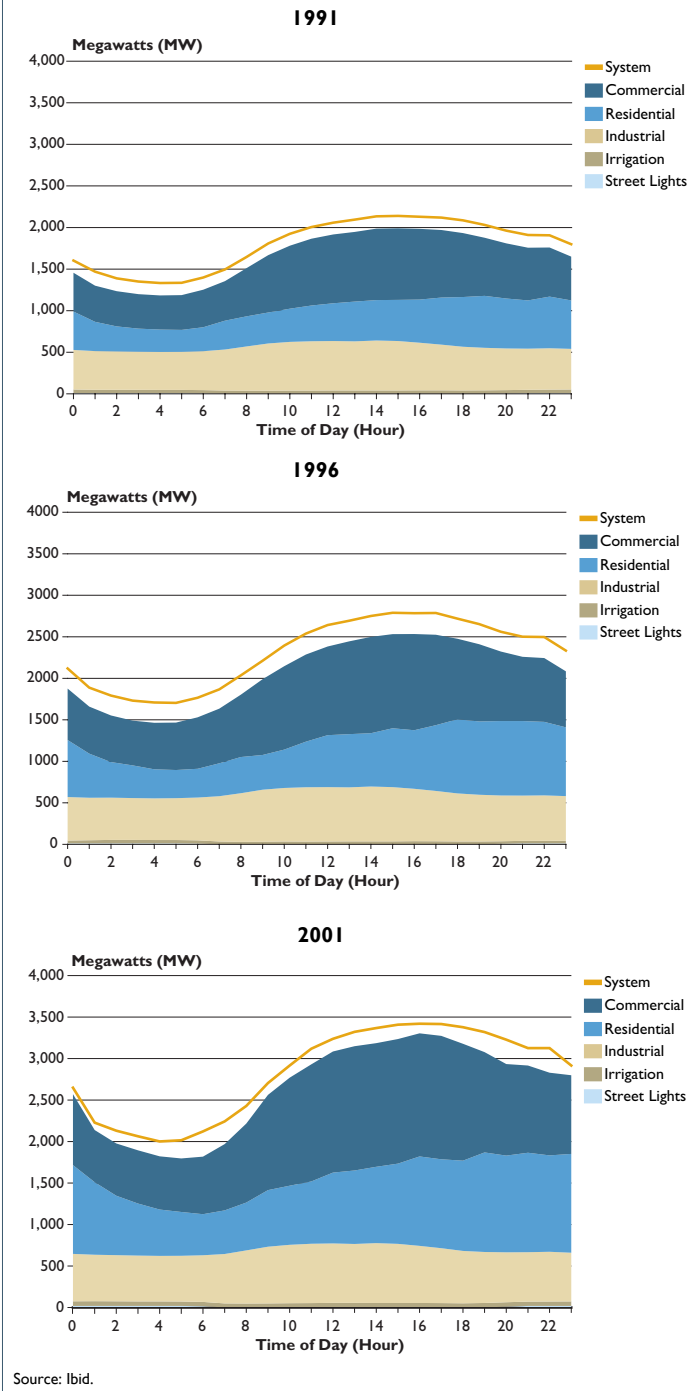 1991
Megawatts (MW)
4,000
3,500
3,000
2,500
2,000
1,500
1,000
500
0
0 2 4 6 8 10 12 14 16 18 20 22
Time of Day (Hour)
System
Commercial
Residential
Industrial
Irrigation
Street Lights
1996
Megawatts (MW)
4000
3500
3000
2500
2000
1500
1000
500
0
0 2 4 6 8 10 12 14 16 18 20 22
Time of Day (Hour)
System
Commercial
Residential
Industrial
Irrigation
Street Lights
2001
Megawatts (MW)
4,000
3,500
3,000
2,500
2,000
1,500
1,000
500
0
0 2 4 6 8 10 12 14 16 18 20 22
Time of Day (Hour)
System
Commercial
Residential
Industrial
Irrigation
Street Lights
Source: Ibid.